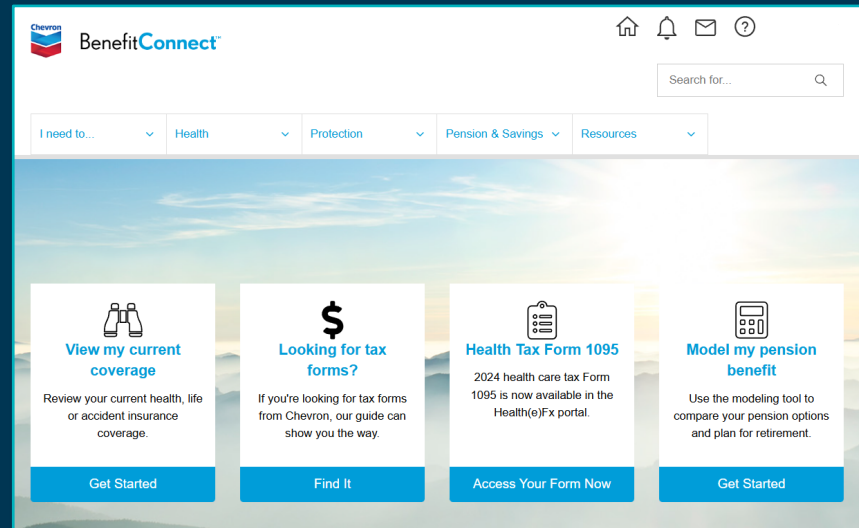 Chevron
BenefitConnect™
Search for...
I need to...
Health
Protection
Pension & Savings
Resources
View my current
coverage
Review your current health, life
or accident insurance
coverage.
Get Started
$
Looking for tax
forms?
If you're looking for tax forms
from Chevron, our guide can
show you the way.
Find It
Health Tax Form 1095
2024 health care tax Form
1095 is now available in the
Health(e)Fx portal.
Access Your Form Now
Model my pension
benefit
Use the modeling tool to
compare your pension options
and plan for retirement.
Get Started